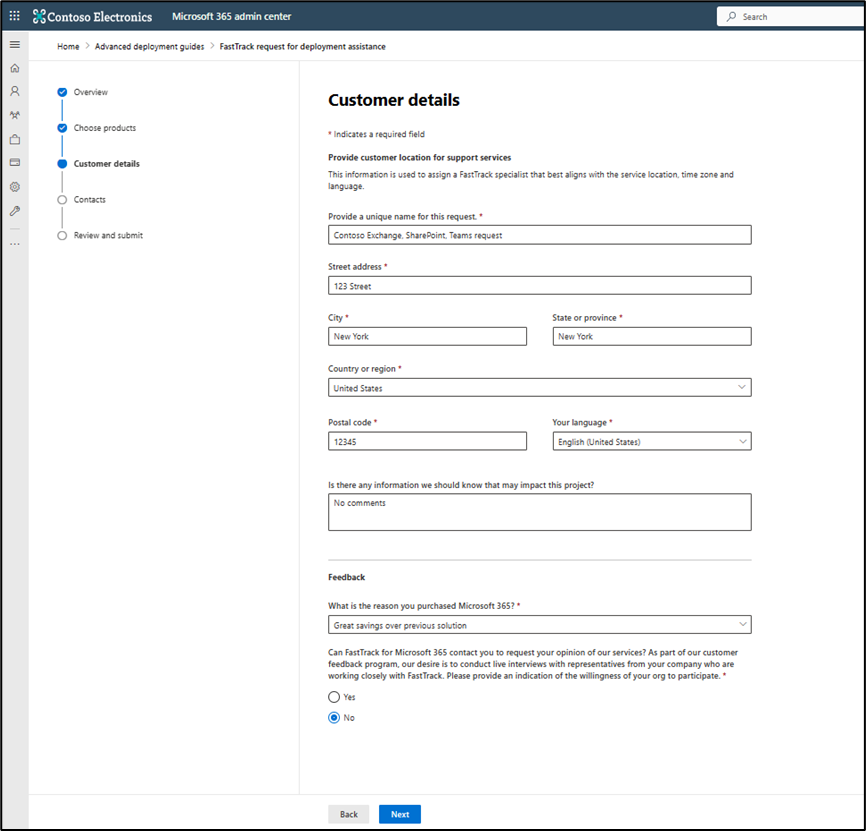 Contoso Electronics
Microsoft 365 admin center
Search
Home > Advanced deployment guides > FastTrack request for deployment assistance
Overview
Choose products
Customer details
Contacts
Review and submit
Customer details
* Indicates a required field
Provide customer location for support services
This information is used to assign a FastTrack specialist that best aligns with the service location, time zone and
language.
Provide a unique name for this request. *
Contoso Exchange, SharePoint, Teams request
Street address *
123 Street
City *
State or province *
New York
New York
Country or region *
United States
Postal code *
Your language *
12345
English (United States)
Is there any information we should know that may impact this project?
No comments
Feedback
What is the reason you purchased Microsoft 365? *
Great savings over previous solution
Can FastTrack for Microsoft 365 contact you to request your opinion of our services? As part of our customer
feedback program, our desire is to conduct live interviews with representatives from your company who are
working closely with FastTrack. Please provide an indication of the willingness of your org to participate. *
Yes
No
Back
Next